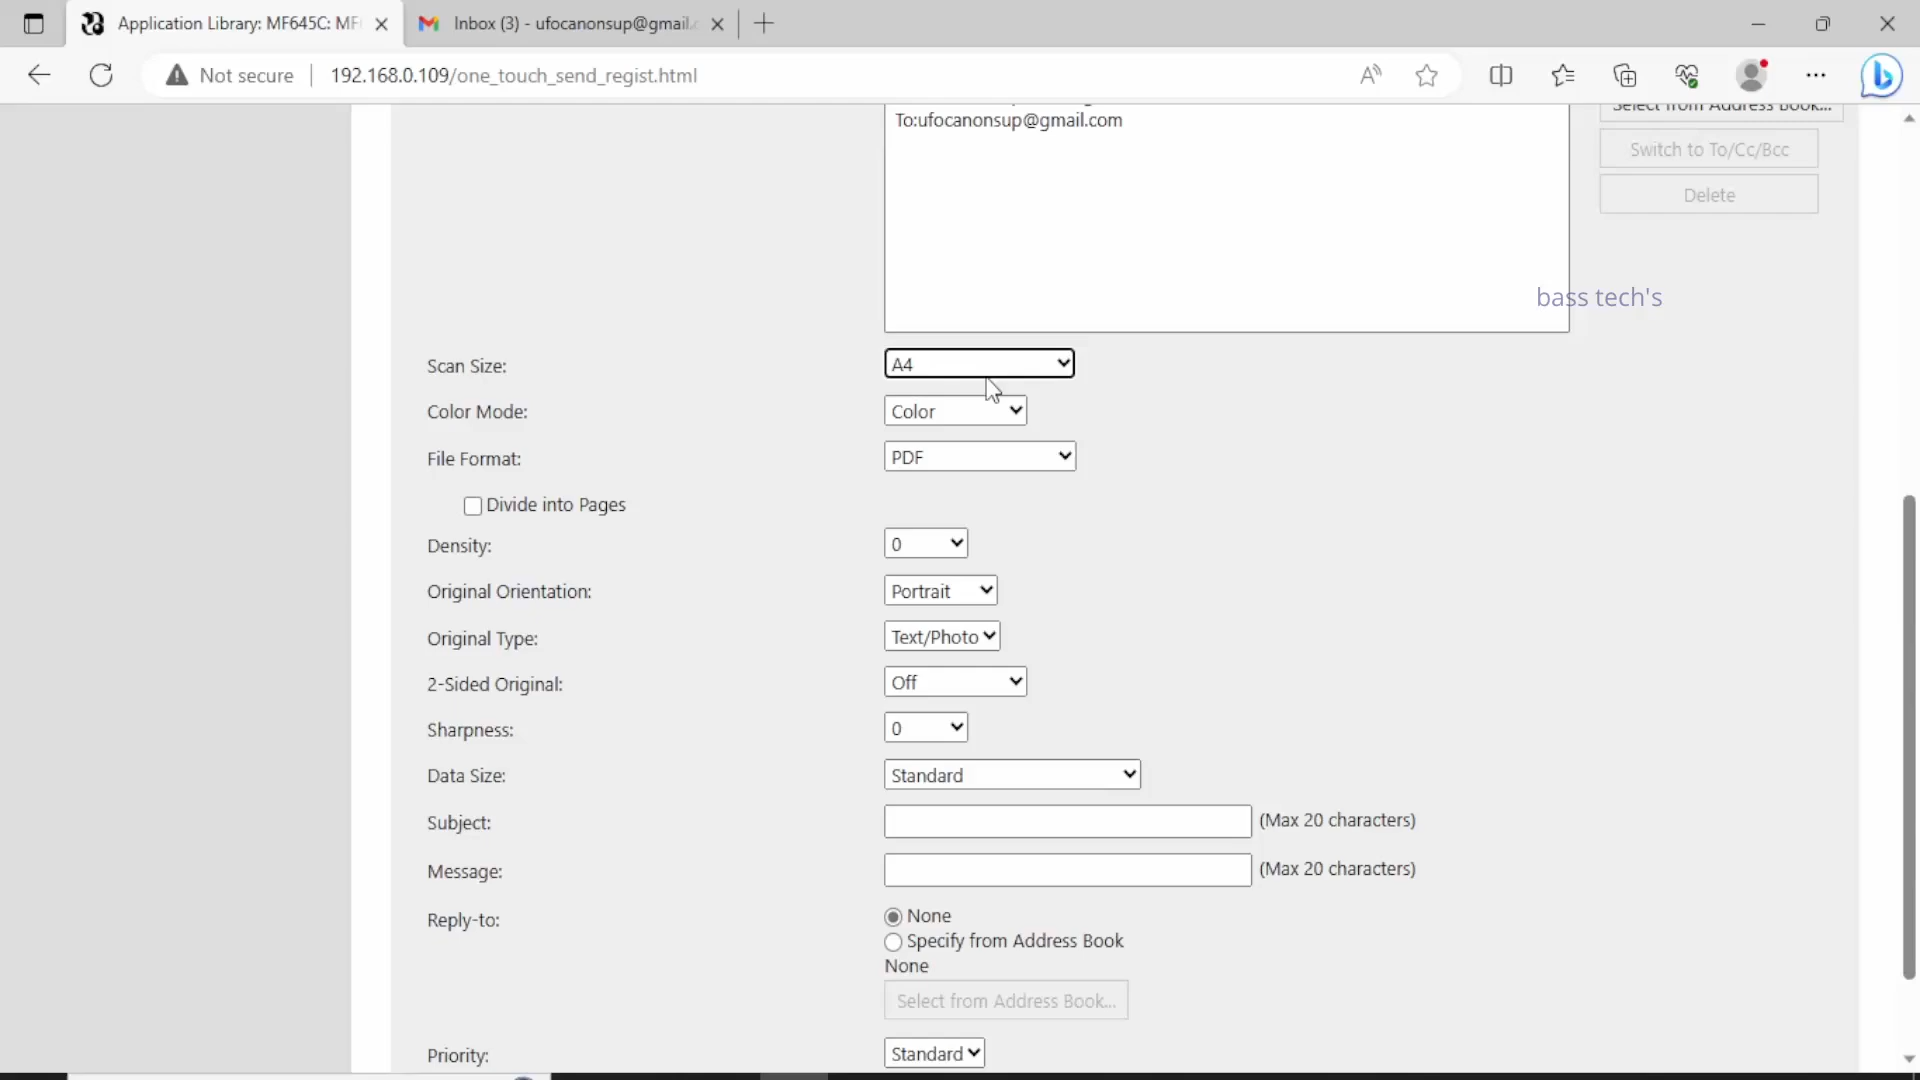 Application Library: MF645C: MF
Inbox (3) - ufocanonsup@gmail.c
Not secure
192.168.0.109/one_touch_send_regist.html
Select from Address Book...
To:ufocanonsup@gmail.com
Switch to To/Cc/Bcc
Delete
bass tech's
Scan Size:
A4
Color Mode:
Color
File Format:
PDF
Divide into Pages
Density:
0
Original Orientation:
Portrait
Original Type:
Text/Photo
2-Sided Original:
Off
Sharpness:
0
Data Size:
Standard
Subject:
(Max 20 characters)
Message:
(Max 20 characters)
Reply-to:
None
Specify from Address Book
None
Select from Address Book...
Priority:
Standard